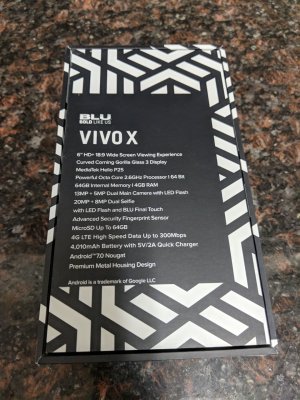 BLU
BOLD LIKE US
VIVO X
6" HD+ 18:9 Wide Screen Viewing Experience
Curved Corning Gorilla Glass 3 Display
MediaTek Helio P25
Powerful Octa Core 2.6GHz Processor | 64 Bit
64GB Internal Memory | 4GB RAM
13MP + 5MP Dual Main Camera with LED Flash
20MP + 8MP Dual Selfie
with LED Flash and BLU Final Touch
Advanced Security Fingerprint Sensor
MicroSD Up To 64GB
4G LTE High Speed Data Up to 300Mbps
4,010mAh Battery with 5V/2A Quick Charger
Android™ 7.0 Nougat
Premium Metal Housing Design
Android is a trademark of Google LLC